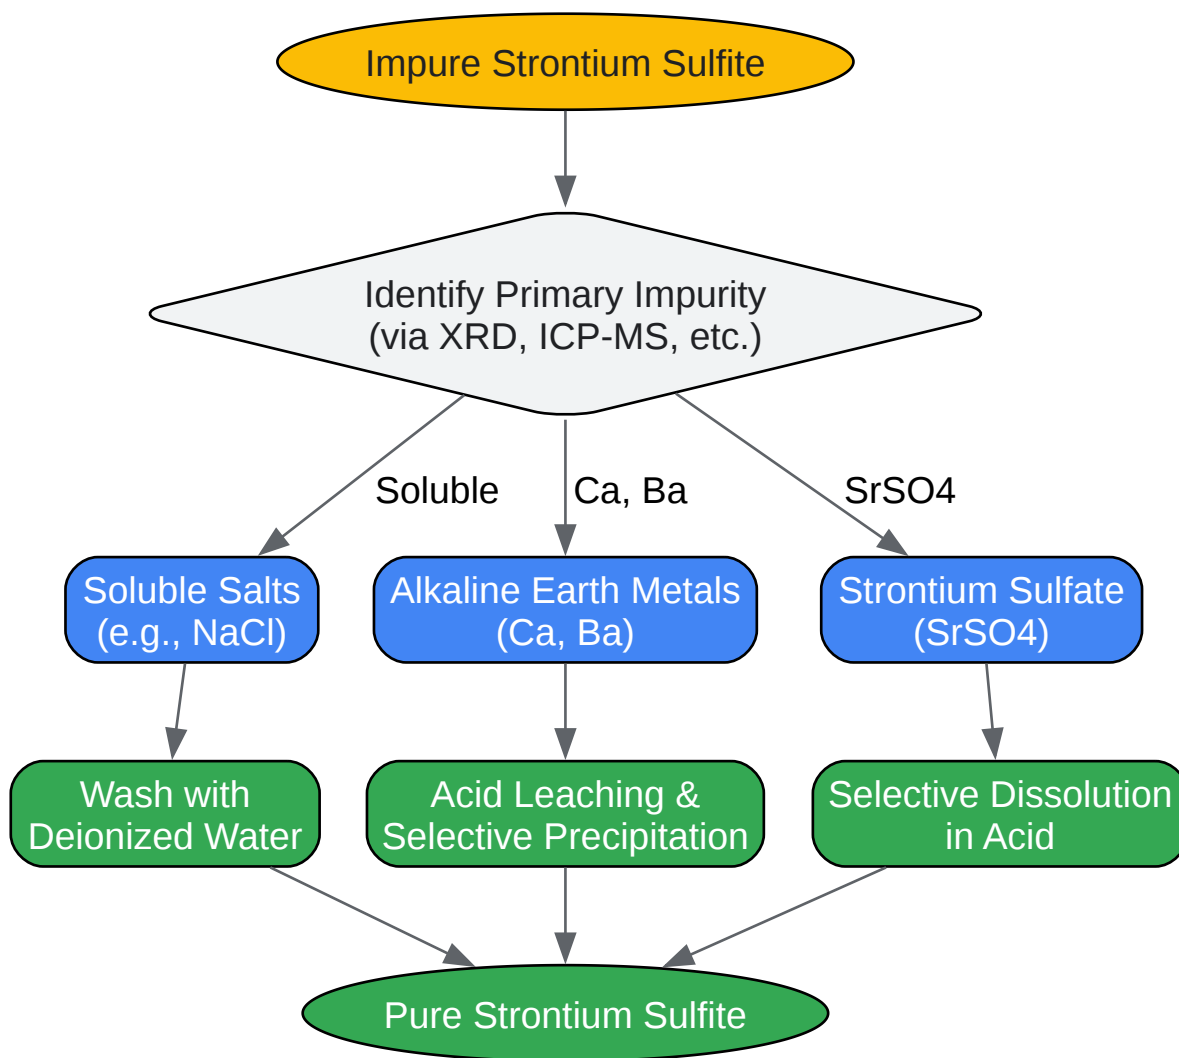 Impure Strontium Sulfite
Identify Primary Impurity
(via XRD, ICP-MS, etc.)
Soluble
Ca, Ba
SrSO4
Soluble Salts
(e.g., NaCl)
Alkaline Earth Metals
(Ca, Ba)
Strontium Sulfate
(SrSO4)
Wash with
Deionized Water
Acid Leaching &
Selective Precipitation
Selective Dissolution
in Acid
Pure Strontium Sulfite